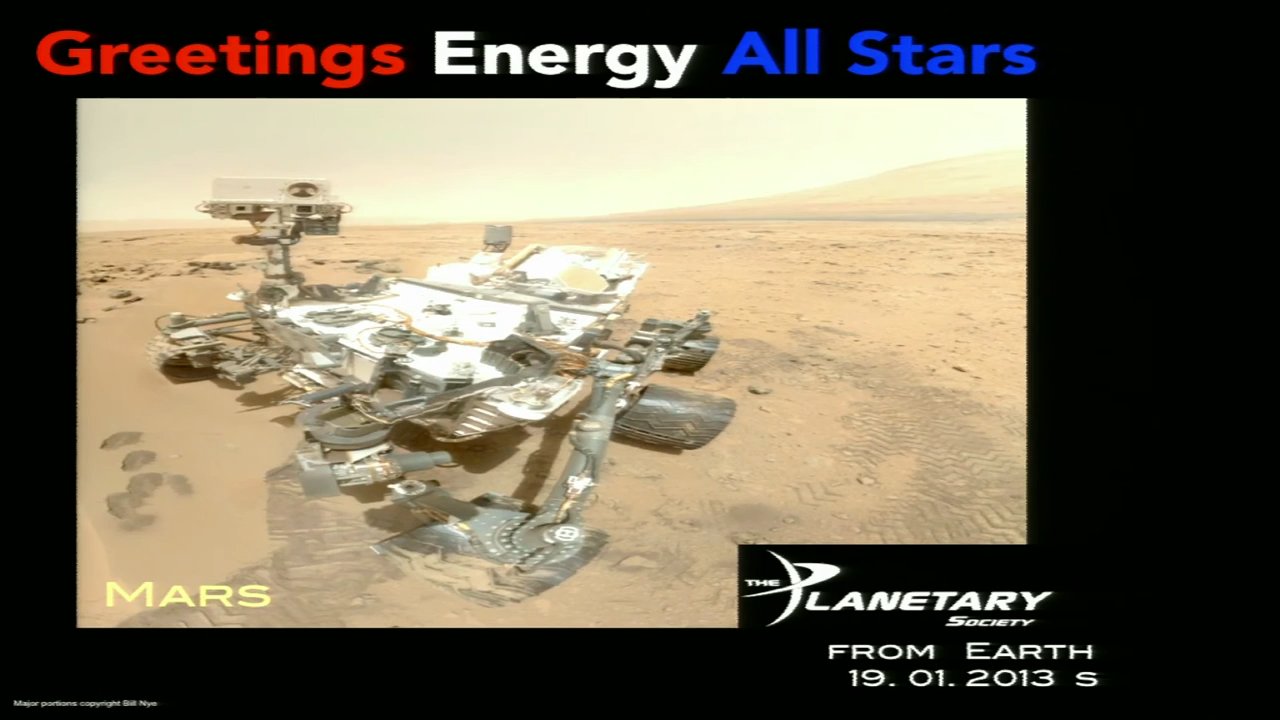 Greetings Energy All Stars
MARS
THE PLANETARY
SOCIETY
FROM EARTH
19. 01. 2013 S
Major portions copyright Bill Nye